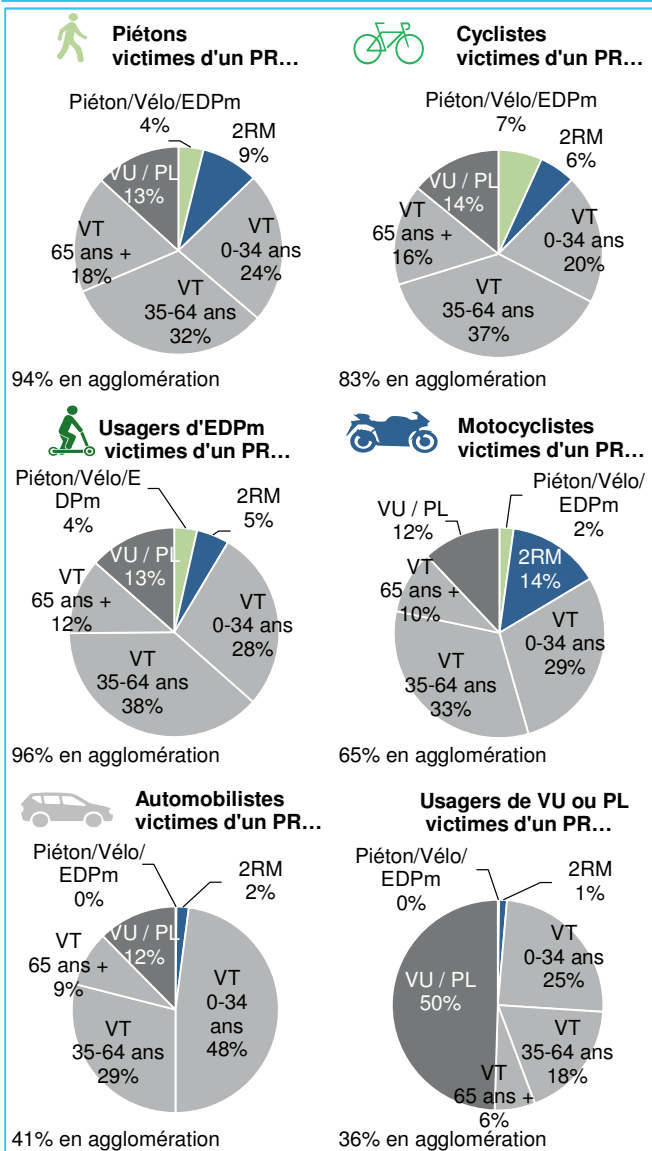 Piétons
victimes d'un PR…
Piéton/Vélo/EDPm
4%
2RM
9%
VT
0-34 ans
24%
VT
35-64 ans
32%
VT
65 ans +
18%
VU / PL
13%
94% en agglomération
Cyclistes
victimes d'un PR…
Piéton/Vélo/EDPm
7%
2RM
6%
VT
0-34 ans
20%
VT
35-64 ans
37%
VT
65 ans +
16%
VU / PL
14%
83% en agglomération
Usagers d'EDPm
victimes d'un PR…
Piéton/Vélo/E
DPm
4%
2RM
5%
VT
0-34 ans
28%
VT
35-64 ans
38%
VT
65 ans +
12%
VU / PL
13%
96% en agglomération
Motocyclistes
victimes d'un PR…
Piéton/Vélo/
EDPm
2%
2RM
14%
VT
0-34 ans
29%
VT
35-64 ans
33%
VT
65 ans +
10%
VU / PL
12%
65% en agglomération
Automobilistes
victimes d'un PR…
Piéton/Vélo/
EDPm
0%
2RM
2%
VT
0-34
ans
48%
VT
35-64 ans
29%
VT
65 ans +
9%
VU / PL
12%
41% en agglomération
Usagers de VU ou PL
victimes d'un PR…
Piéton/Vélo/
EDPm
0%
2RM
1%
VT
0-34 ans
25%
VT
35-64 ans
18%
VT
65 ans +
6%
VU / PL
50%
36% en agglomération